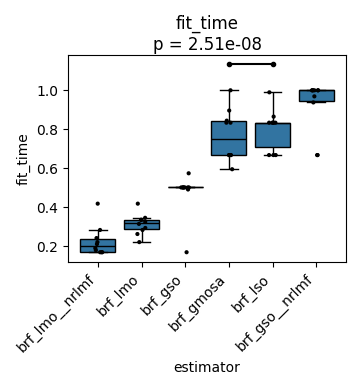 fit_time
p = 2.51e-08
fit_time
1.0
0.8
0.6
0.4
0.2
brf_lmo__nrlmf
brf_lmo
brf_gso
brf_gmosa
brf_lso
brf_gso__nrlmf
estimator